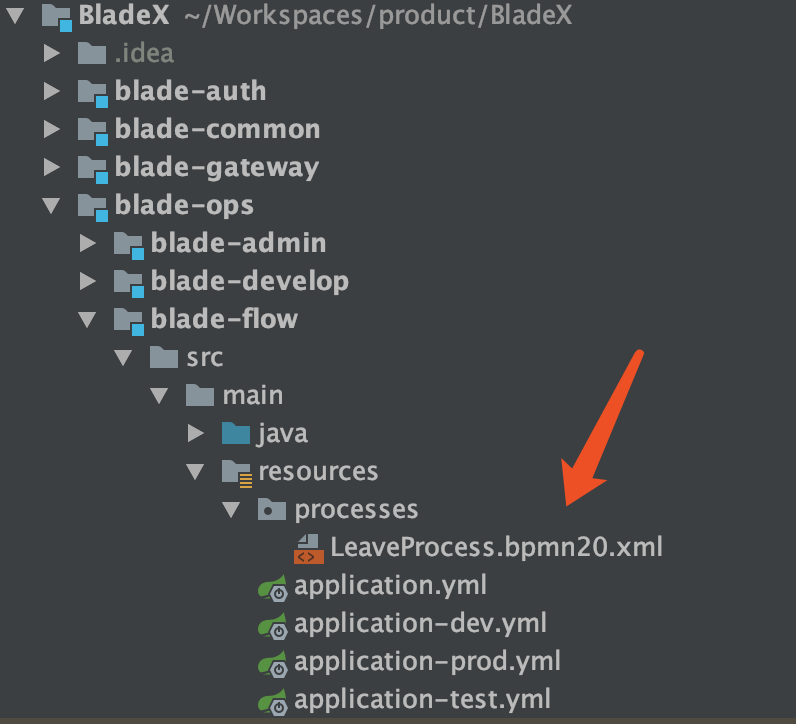 BladeX ~/Workspaces/product/BladeX
.idea
blade-auth
blade-common
blade-gateway
blade-ops
blade-admin
blade-develop
blade-flow
src
main
java
resources
processes
LeaveProcess.bpmn20.xml
application.yml
application-dev.yml
application-prod.yml
application-test.yml